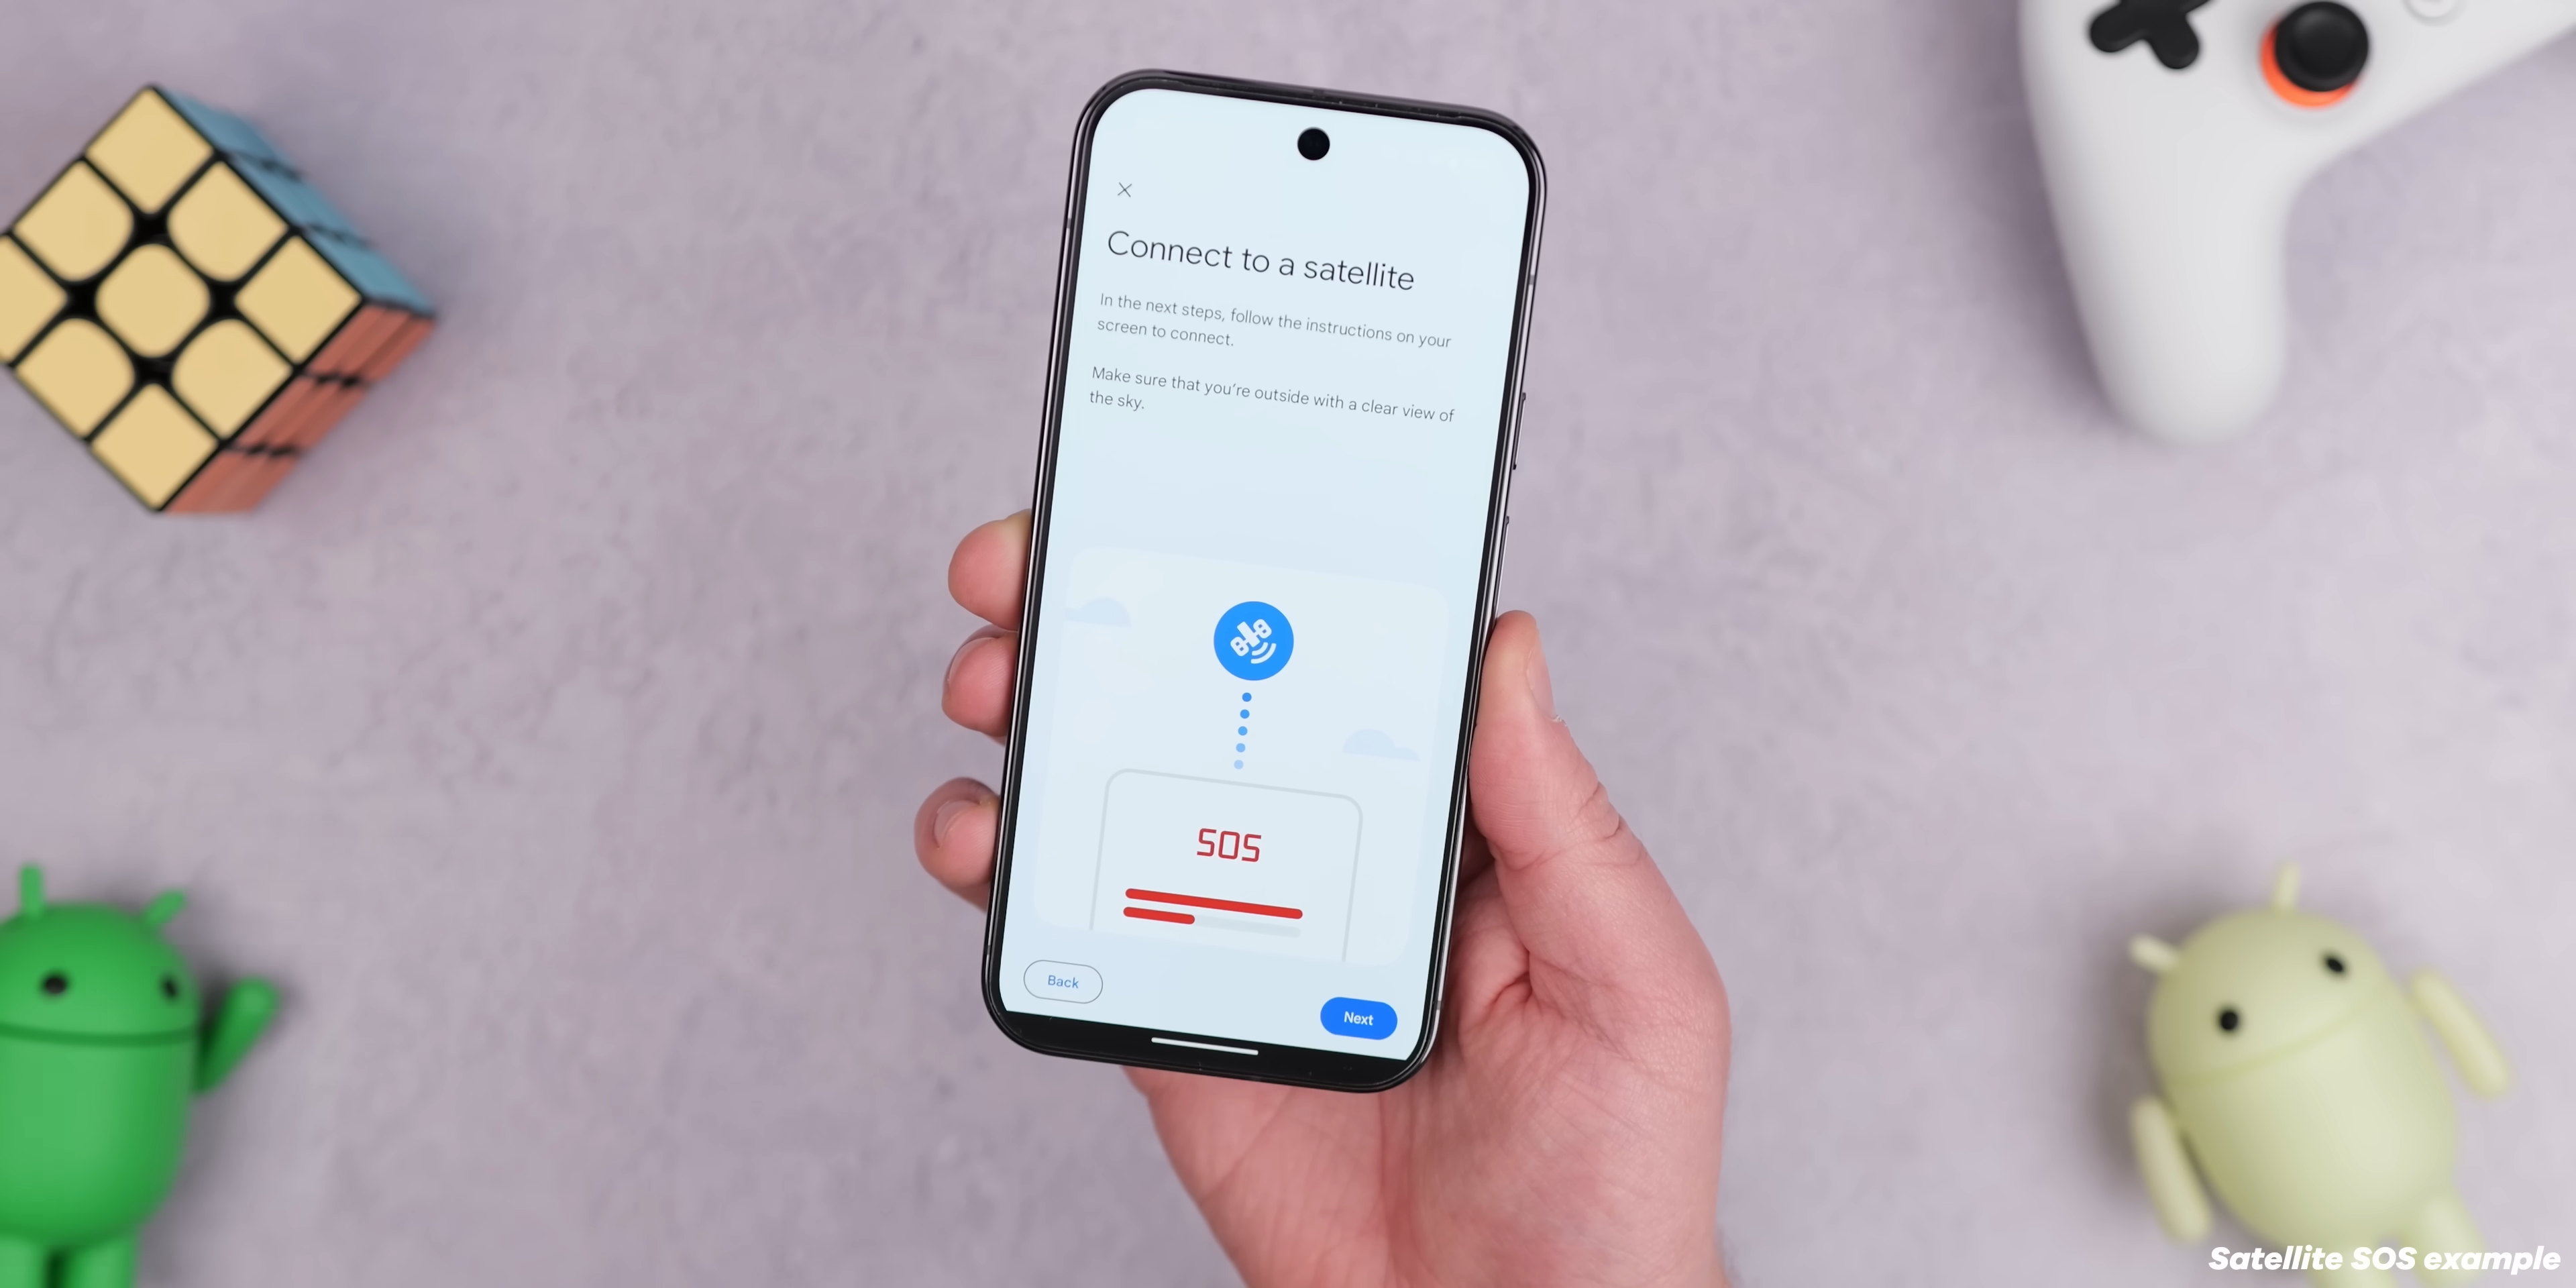 Connect to a satellite
In the next steps, follow the instructions on your
screen to connect.
Make sure that you're outside with a clear view of
the sky.
SOS
Back
Next
Satellite SOS example